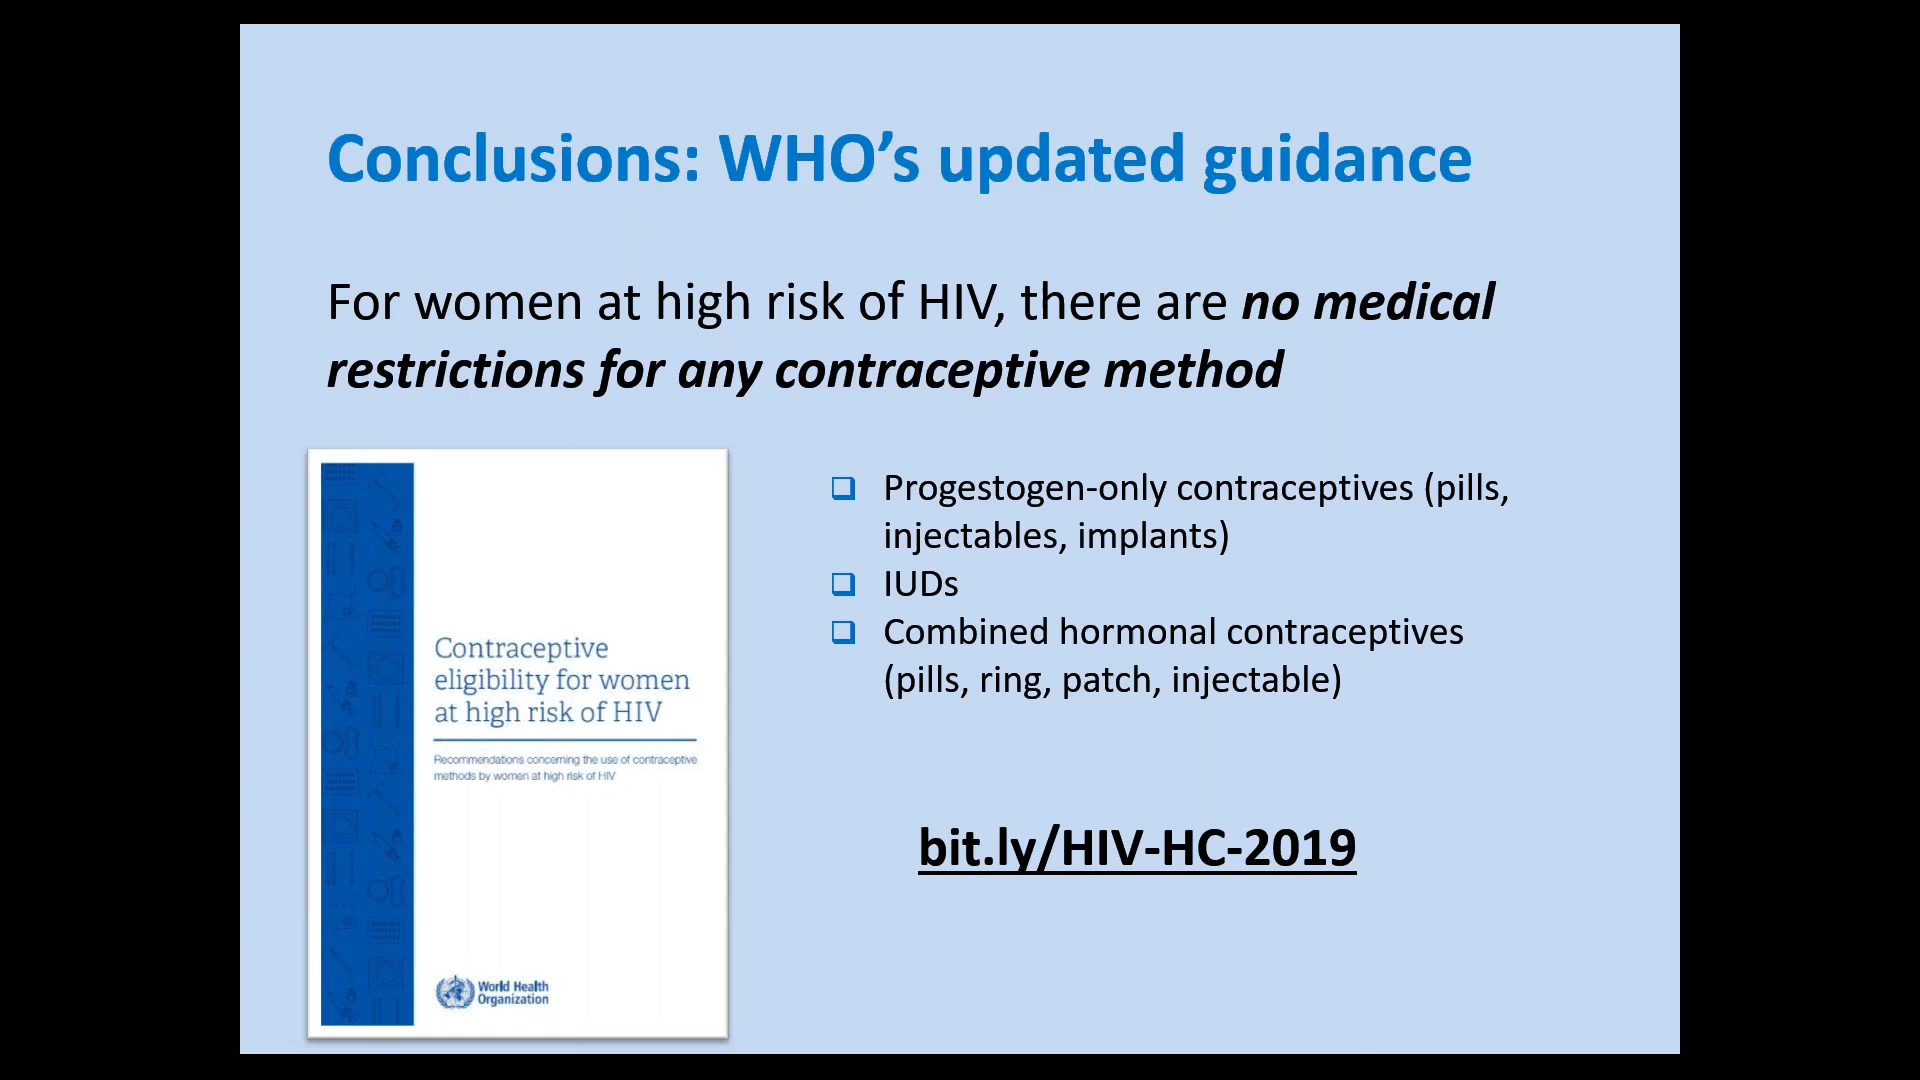 Conclusions: WHO’s updated guidance
For women at high risk of HIV, there are no medical
restrictions for any contraceptive method
Progestogen-only contraceptives (pills,
injectables, implants)
IUDs
Combined hormonal contraceptives
(pills, ring, patch, injectable)
bit.ly/HIV-HC-2019
Contraceptive
eligibility for women
at high risk of HIV
Recommendations concerning the use of contraceptive
methods by women at high risk of HIV
World Health
Organization